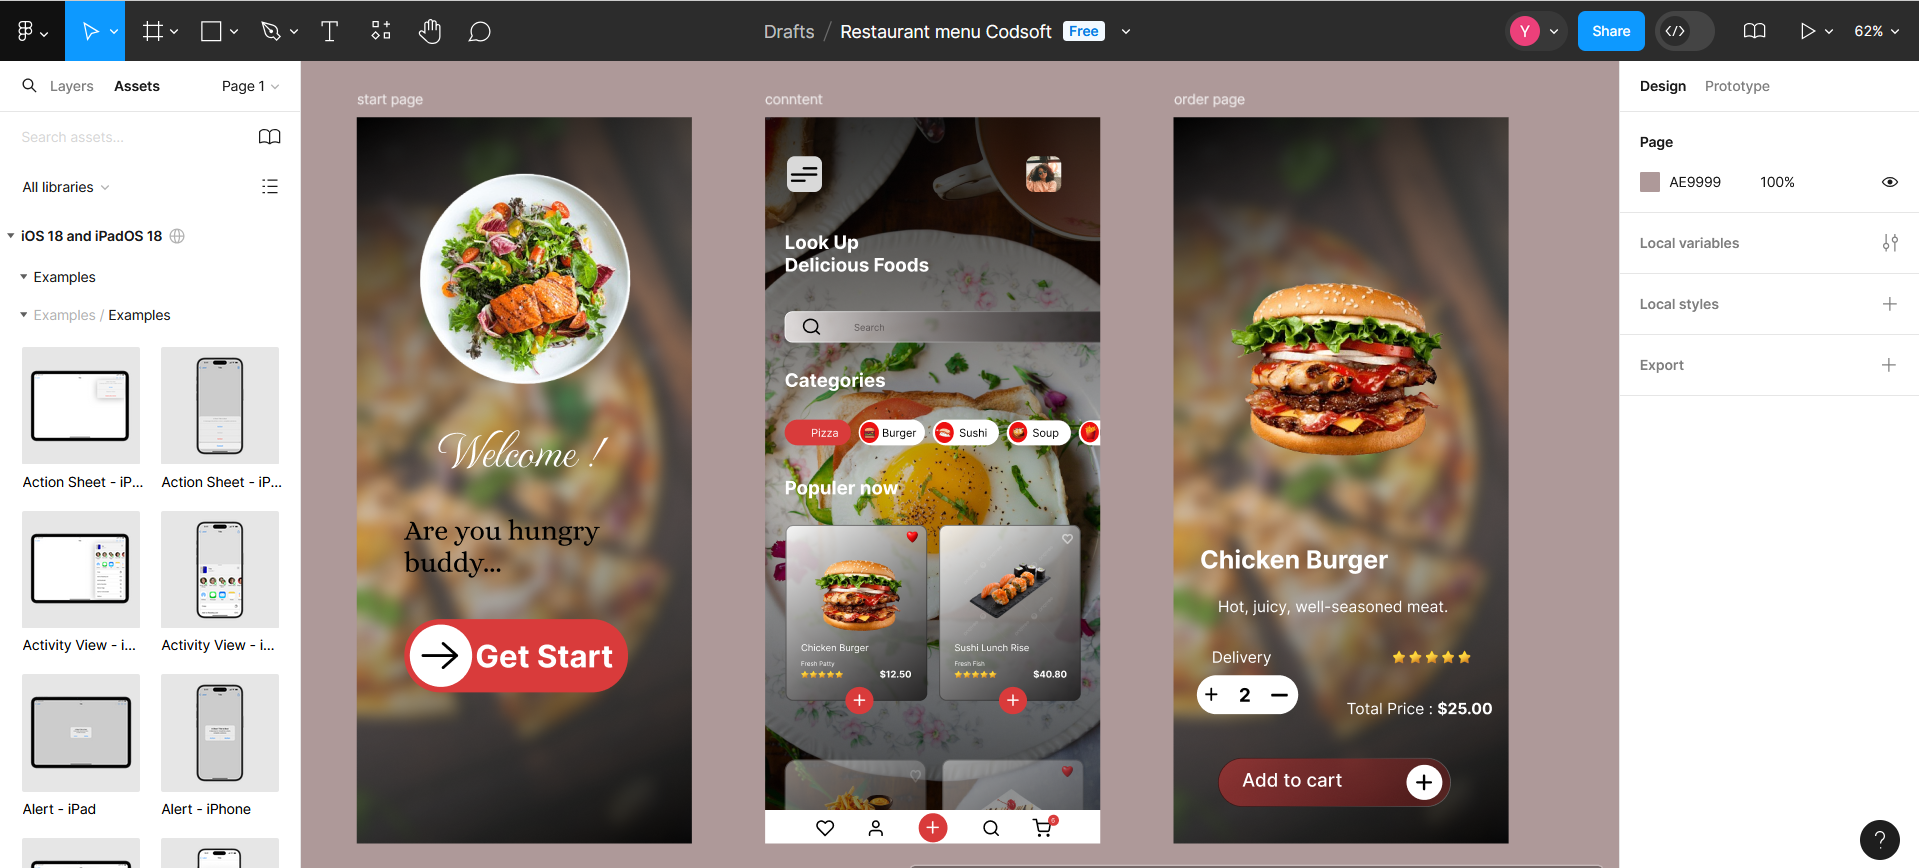 Drafts / Restaurant menu Codsoft Free
Y
Share
62%
Layers Assets Page 1
Search assets...
All libraries
iOS 18 and iPadOS 18
Examples
Examples / Examples
Action Sheet - iP...
Action Sheet - iP...
Activity View - i...
Activity View - i...
Alert - iPad
Alert - iPhone
start page
Welcome !
Are you hungry
buddy...
Get Start
conntent
Look Up
Delicious Foods
Search
Categories
Pizza
Burger
Sushi
Soup
Populer now
Chicken Burger
Fresh Patty
$12.50
Sushi Lunch Rise
Fresh Fish
$40.80
6
order page
Chicken Burger
Hot, juicy, well-seasoned meat.
Delivery
2
Total Price : $25.00
Add to cart
Design Prototype
Page
AE9999 100%
Local variables
Local styles
Export
?